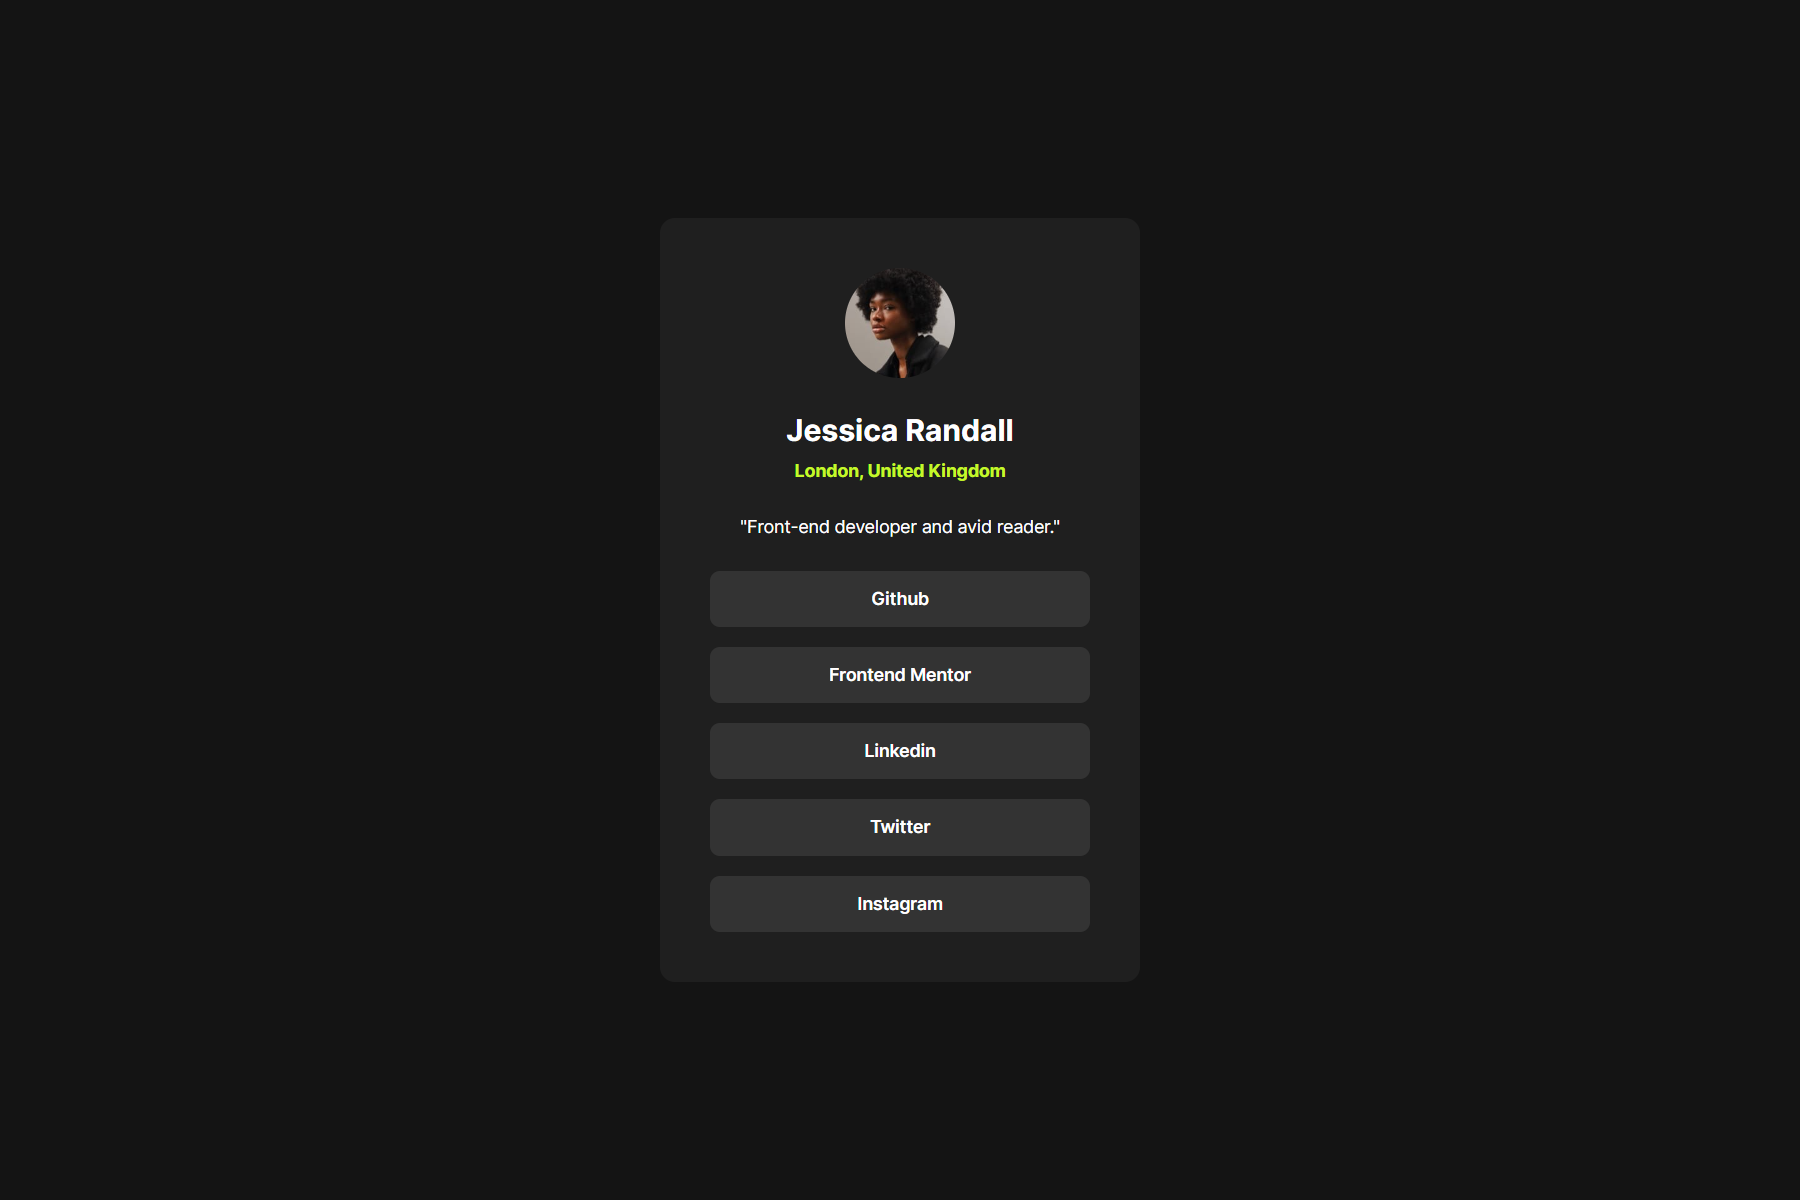 Jessica Randall
London, United Kingdom
"Front-end developer and avid reader."
Github
Frontend Mentor
Linkedin
Twitter
Instagram